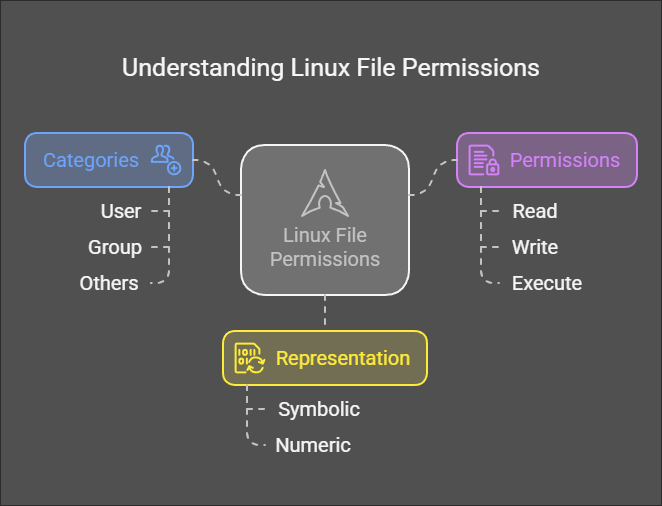 Understanding Linux File Permissions
Categories
User
Group
Others
Linux File
Permissions
Permissions
Read
Write
Execute
Representation
Symbolic
Numeric